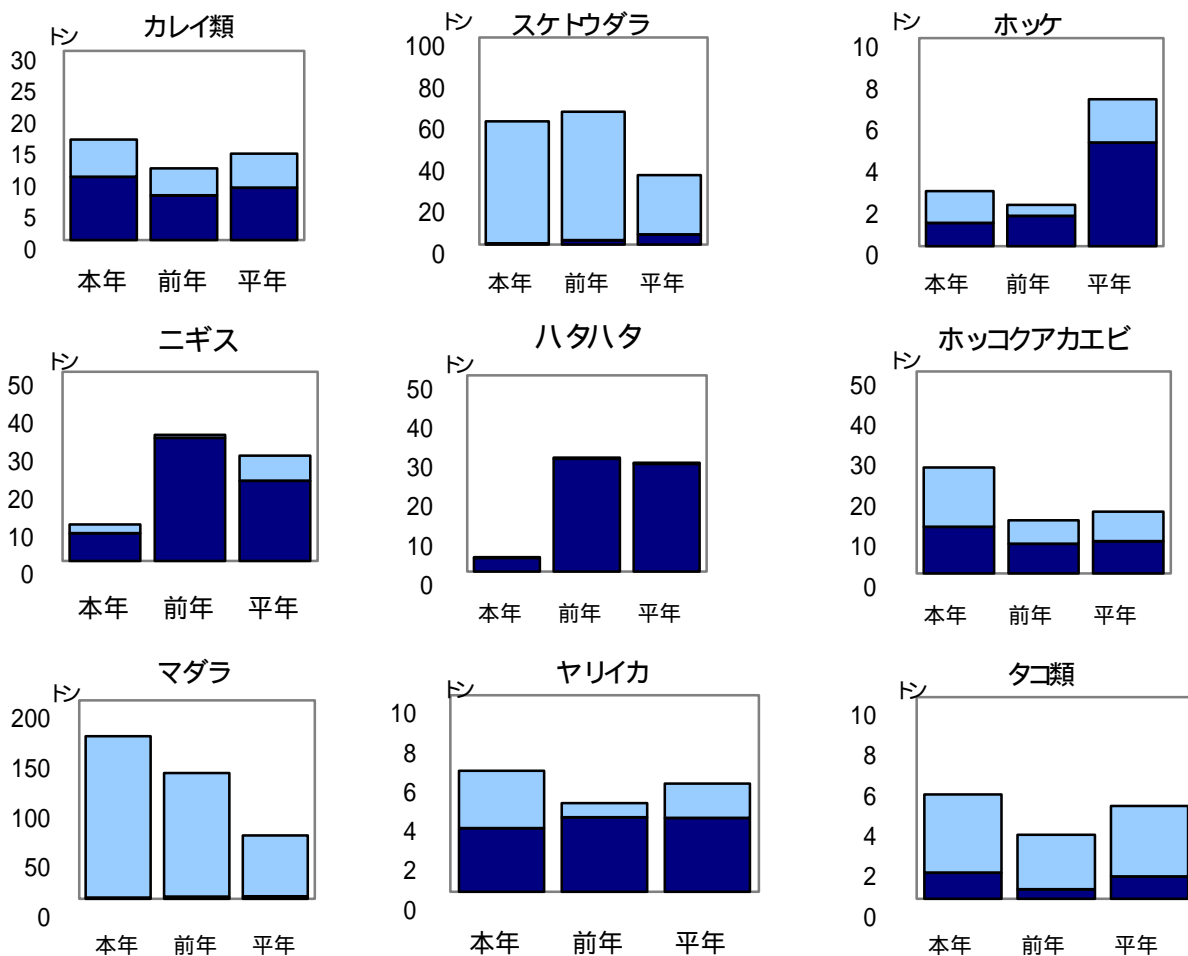 カレイ類
トン
30
25
20
15
10
5
0
本年 前年 平年
スケトウダラ
トン
100
80
60
40
20
0
本年 前年 平年
ホッケ
トン
10
8
6
4
2
0
本年 前年 平年
ニギス
トン
50
40
30
20
10
0
本年 前年 平年
ハタハタ
トン
50
40
30
20
10
0
本年 前年 平年
ホッコクアカエビ
トン
50
40
30
20
10
0
本年 前年 平年
マダラ
トン
200
150
100
50
0
本年 前年 平年
ヤリイカ
トン
10
8
6
4
2
0
本年 前年 平年
タコ類
トン
10
8
6
4
2
0
本年 前年 平年